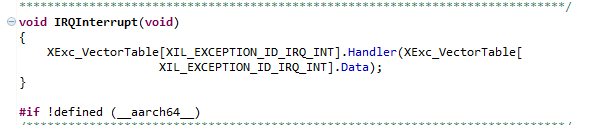 *****************************************************************************/
void IRQInterrupt(void)
{
    XExc_VectorTable[XIL_EXCEPTION_ID_IRQ_INT].Handler(XExc_VectorTable[
                    XIL_EXCEPTION_ID_IRQ_INT].Data);
}
#if !defined (__aarch64__)
/*****************************************************************************/